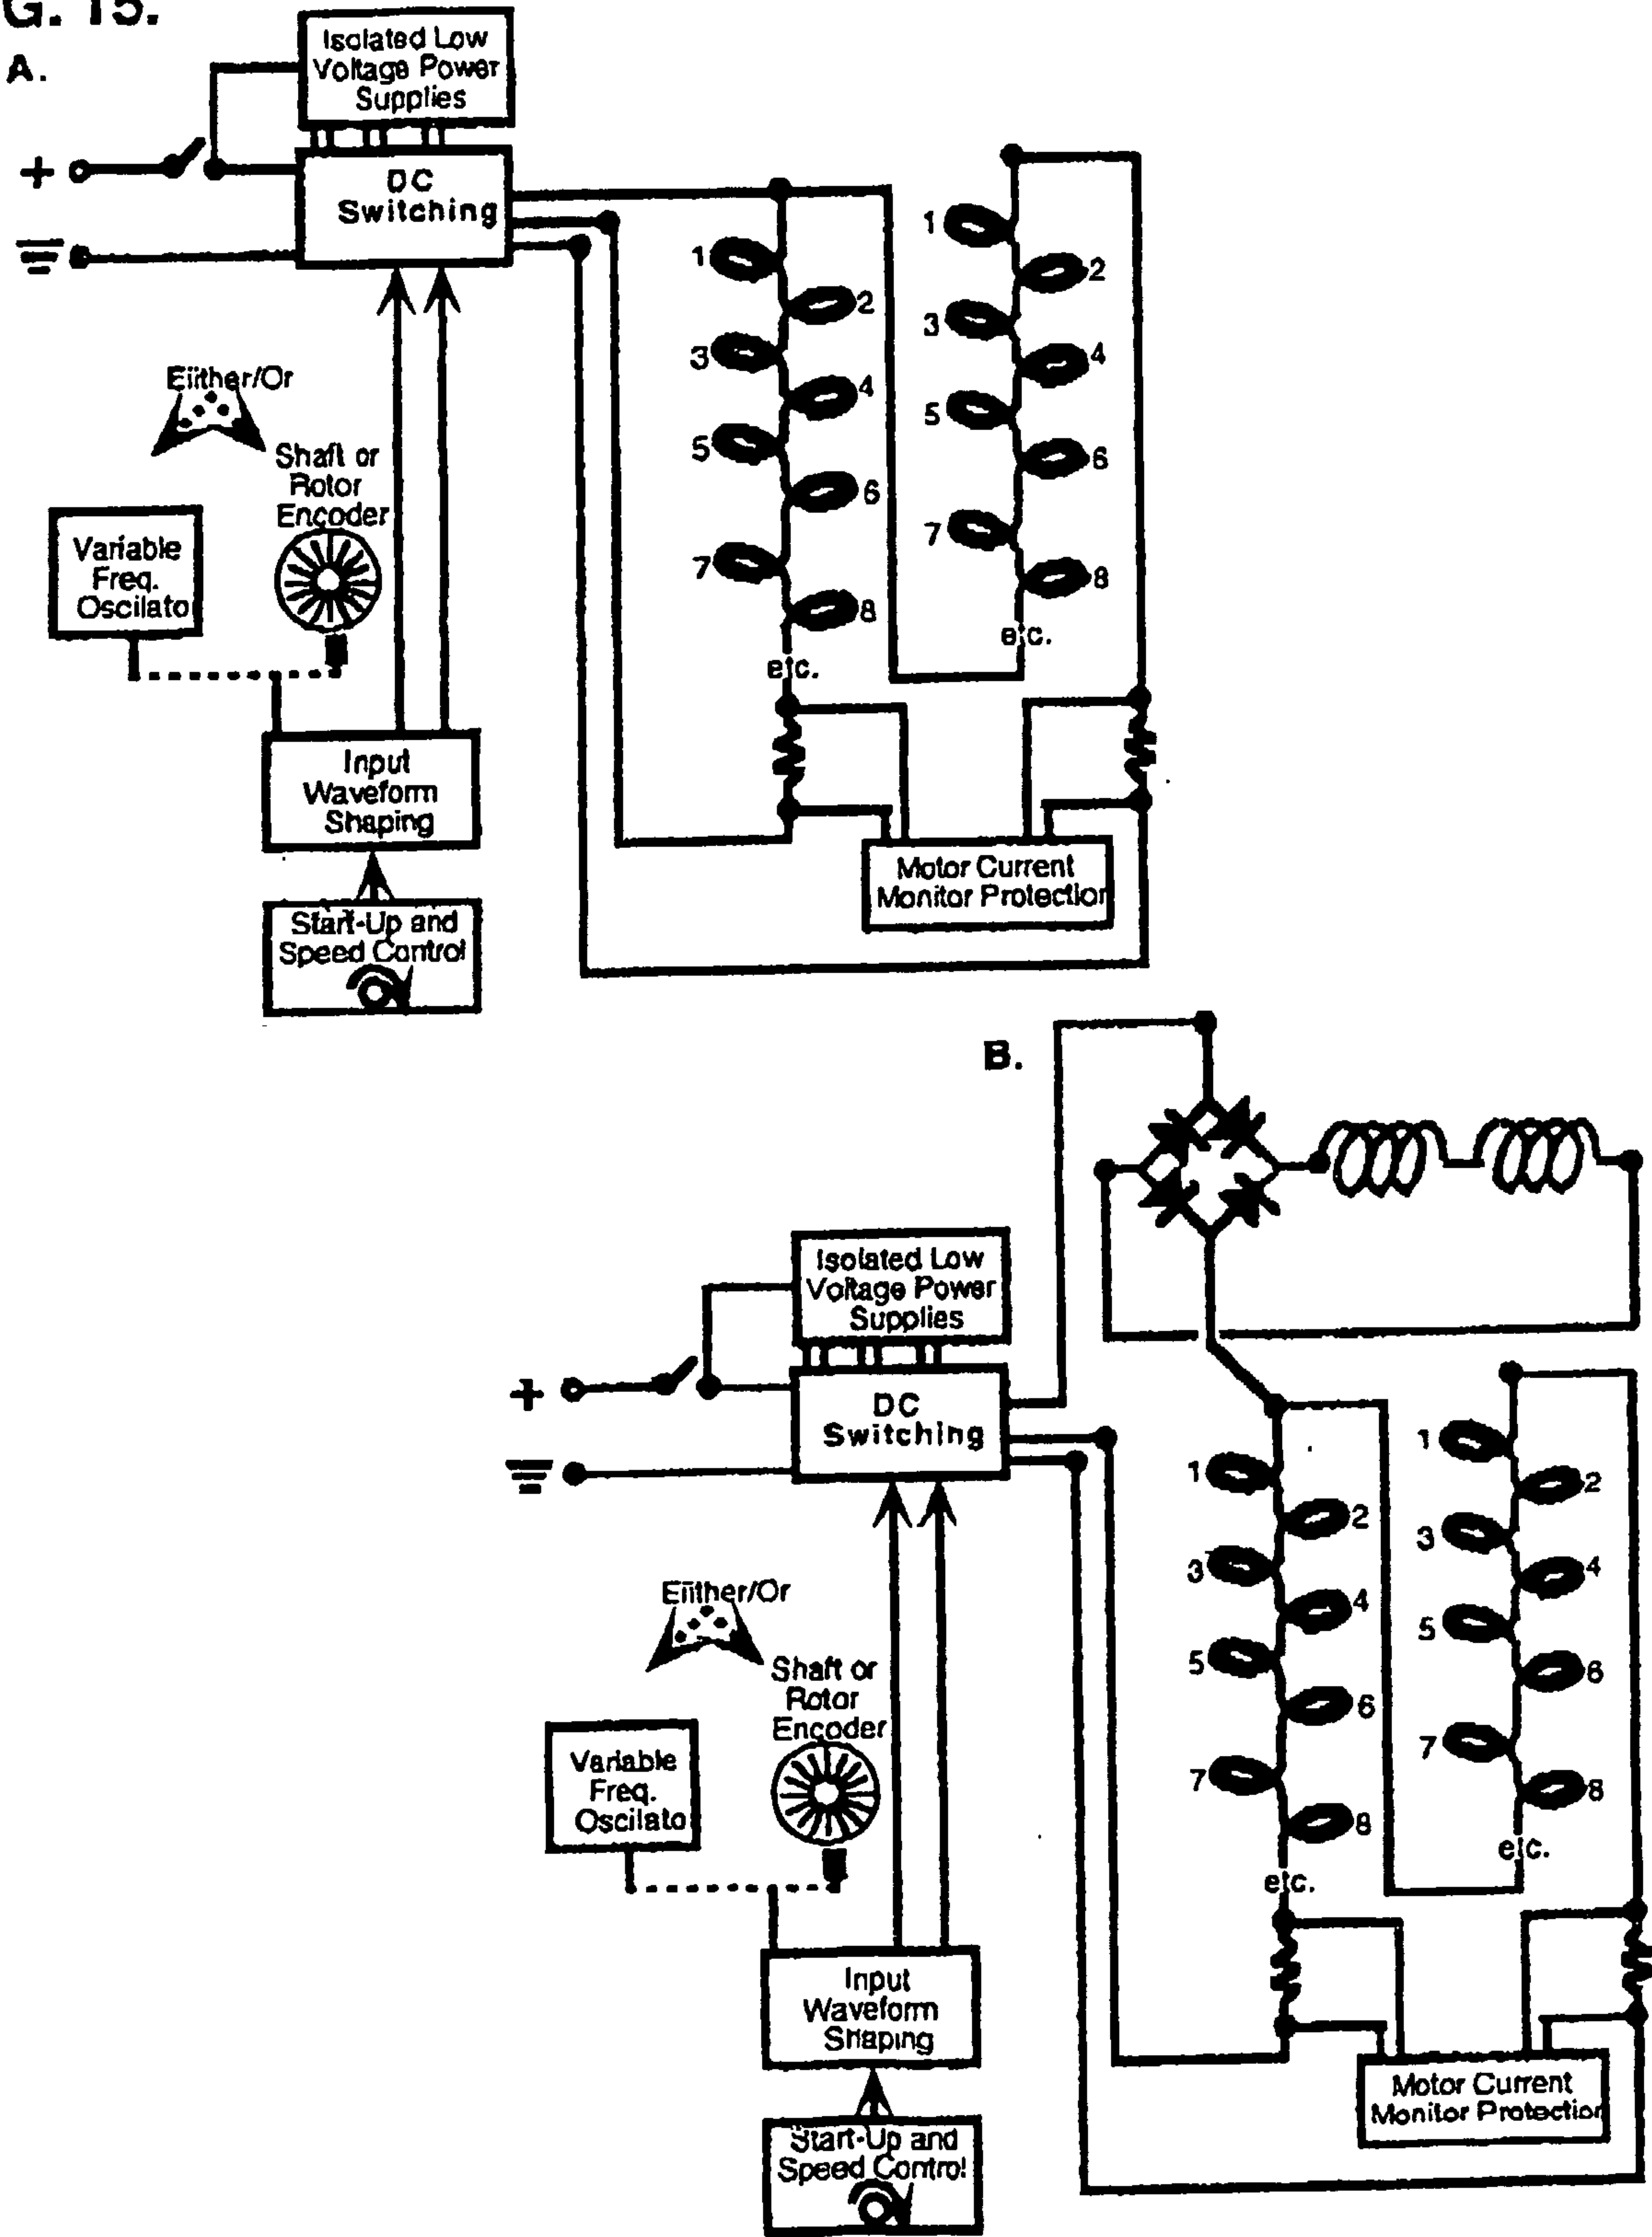 G. 15.
A.
Isolated Low
Voltage Power
Supplies
+
DC
Switching
1
2
3
4
5
6
7
8
etc.
1
2
3
4
5
6
7
8
etc.
Eiither/Or
Shaft or
Rotor
Encoder
Variable
Freq.
Oscilato
Input
Waveform
Shaping
Motor Current
Monitor Protection
Start-Up and
Speed Control
B.
Isolated Low
Voltage Power
Supplies
+
DC
Switching
1
2
3
4
5
6
7
8
etc.
1
2
3
4
5
6
7
8
etc.
Eiither/Or
Shaft or
Rotor
Encoder
Variable
Freq.
Oscilato
Input
Waveform
Shaping
Motor Current
Monitor Protection
Start-Up and
Speed Control